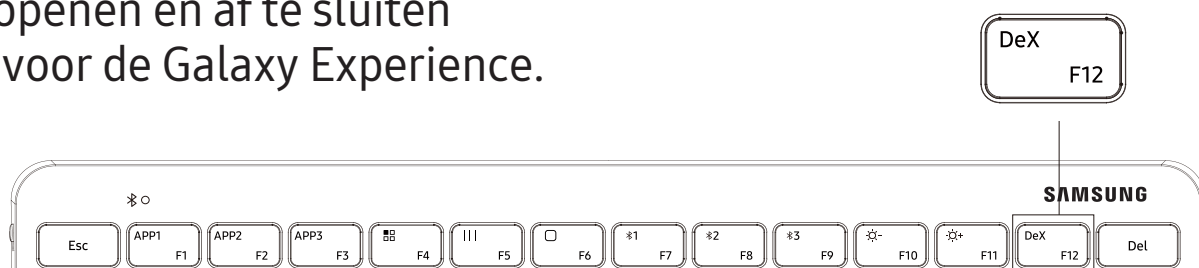 openen en af te sluiten
voor de Galaxy Experience.
DeX
F12
SAMSUNG
Esc APP1 F1 APP2 F2 APP3 F3 F4 F5 F6 1 F7 2 F8 3 F9 - F10 + F11 DeX F12 Del